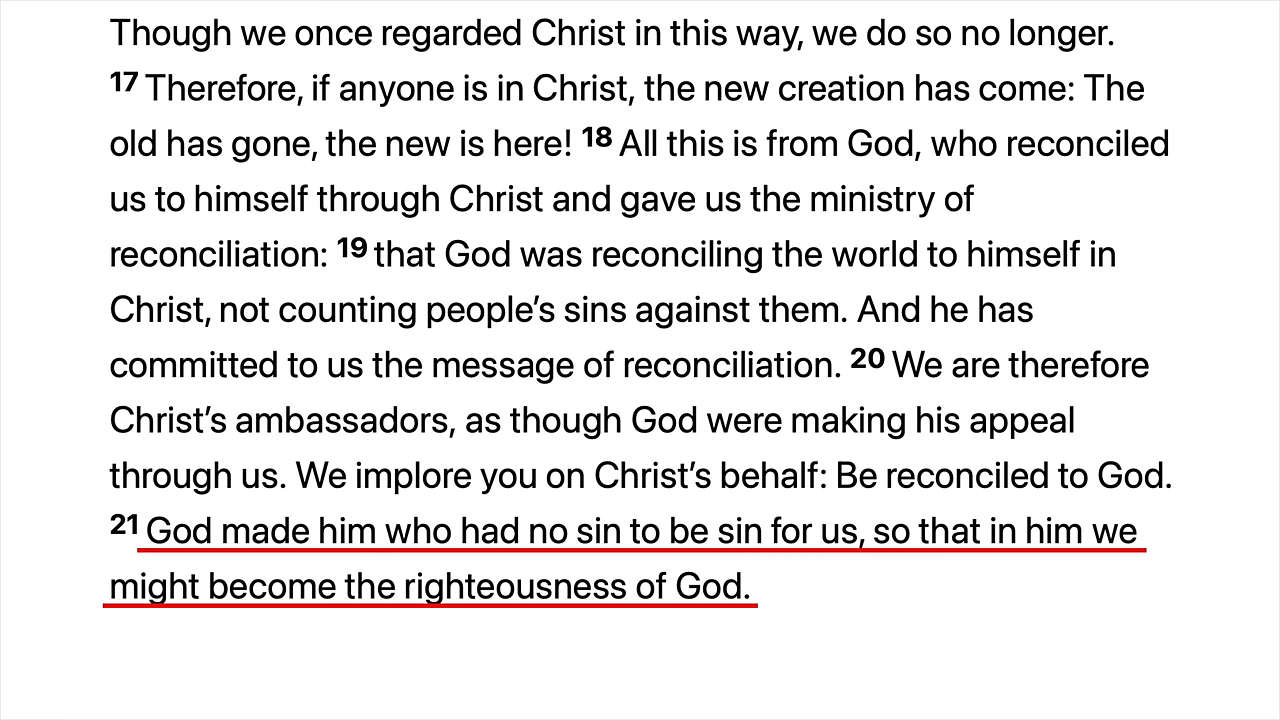 Though we once regarded Christ in this way, we do so no longer.
17 Therefore, if anyone is in Christ, the new creation has come: The
old has gone, the new is here! 18 All this is from God, who reconciled
us to himself through Christ and gave us the ministry of
reconciliation: 19 that God was reconciling the world to himself in
Christ, not counting people’s sins against them. And he has
committed to us the message of reconciliation. 20 We are therefore
Christ’s ambassadors, as though God were making his appeal
through us. We implore you on Christ’s behalf: Be reconciled to God.
21 God made him who had no sin to be sin for us, so that in him we
might become the righteousness of God.